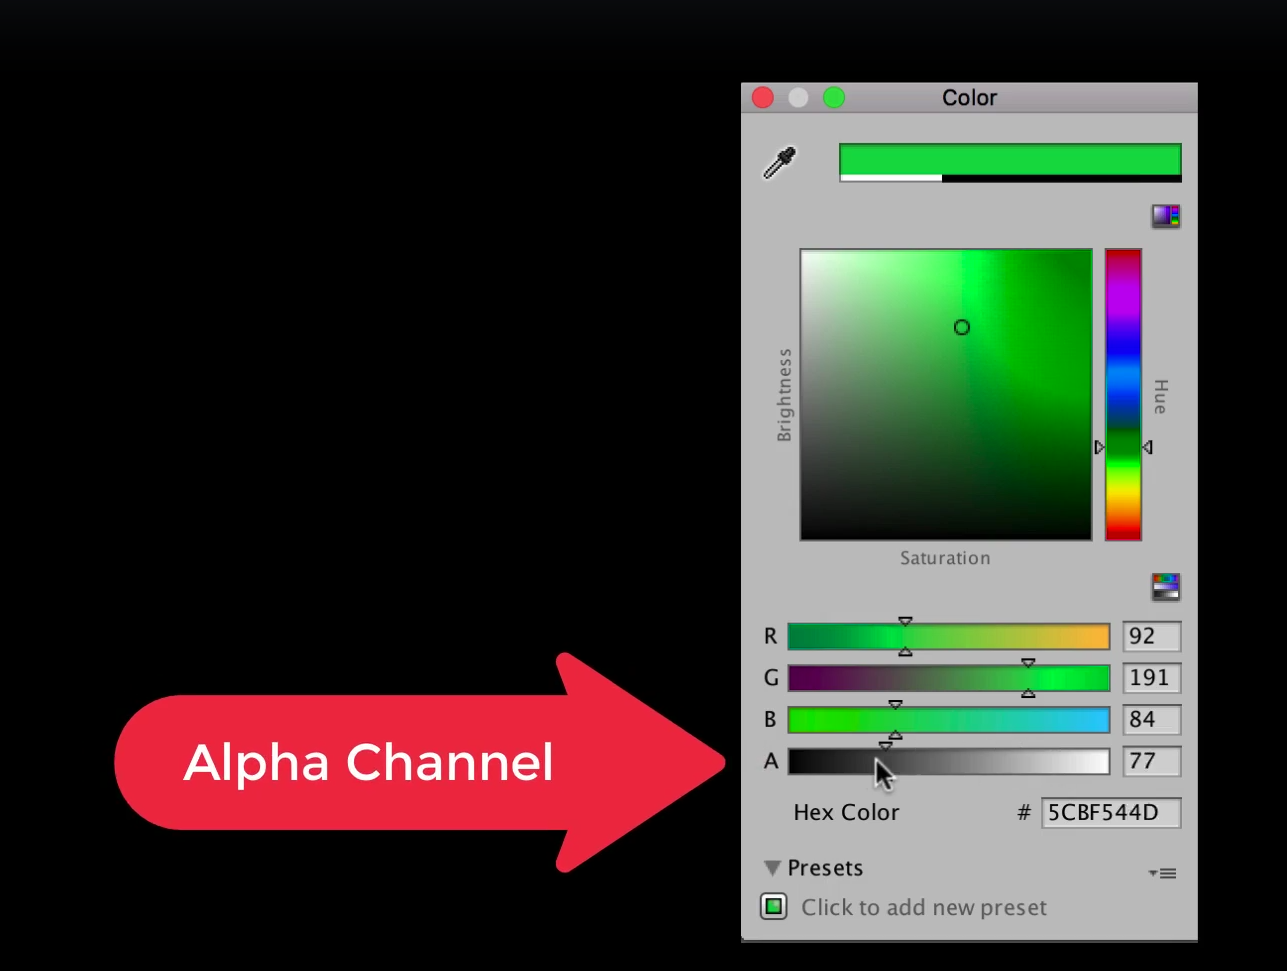 Color
Brightness
Hue
Saturation
R 92
G 191
B 84
Alpha Channel
A 77
Hex Color # 5CBF544D
Presets
Click to add new preset